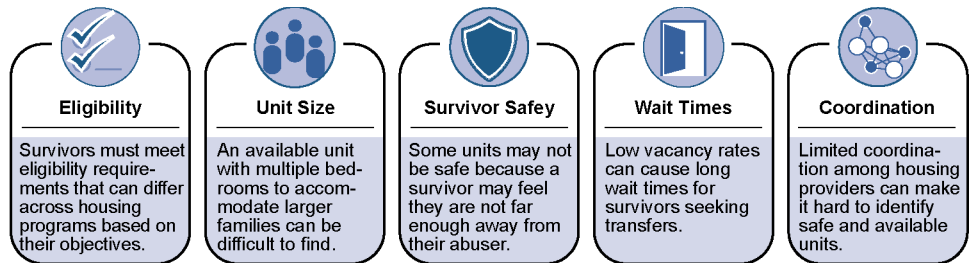 Eligibility
Survivors must meet
eligibility require-
ments that can differ
across housing
programs based on
their objectives.
Unit Size
An available unit
with multiple bed-
rooms to accom-
modate larger
families can be
difficult to find.
Survivor Safey
Some units may not
be safe because a
survivor may feel
they are not far
enough away from
their abuser.
Wait Times
Low vacancy rates
can cause long
wait times for
survivors seeking
transfers.
Coordination
Limited coordina-
tion among housing
providers can make
it hard to identify
safe and available
units.